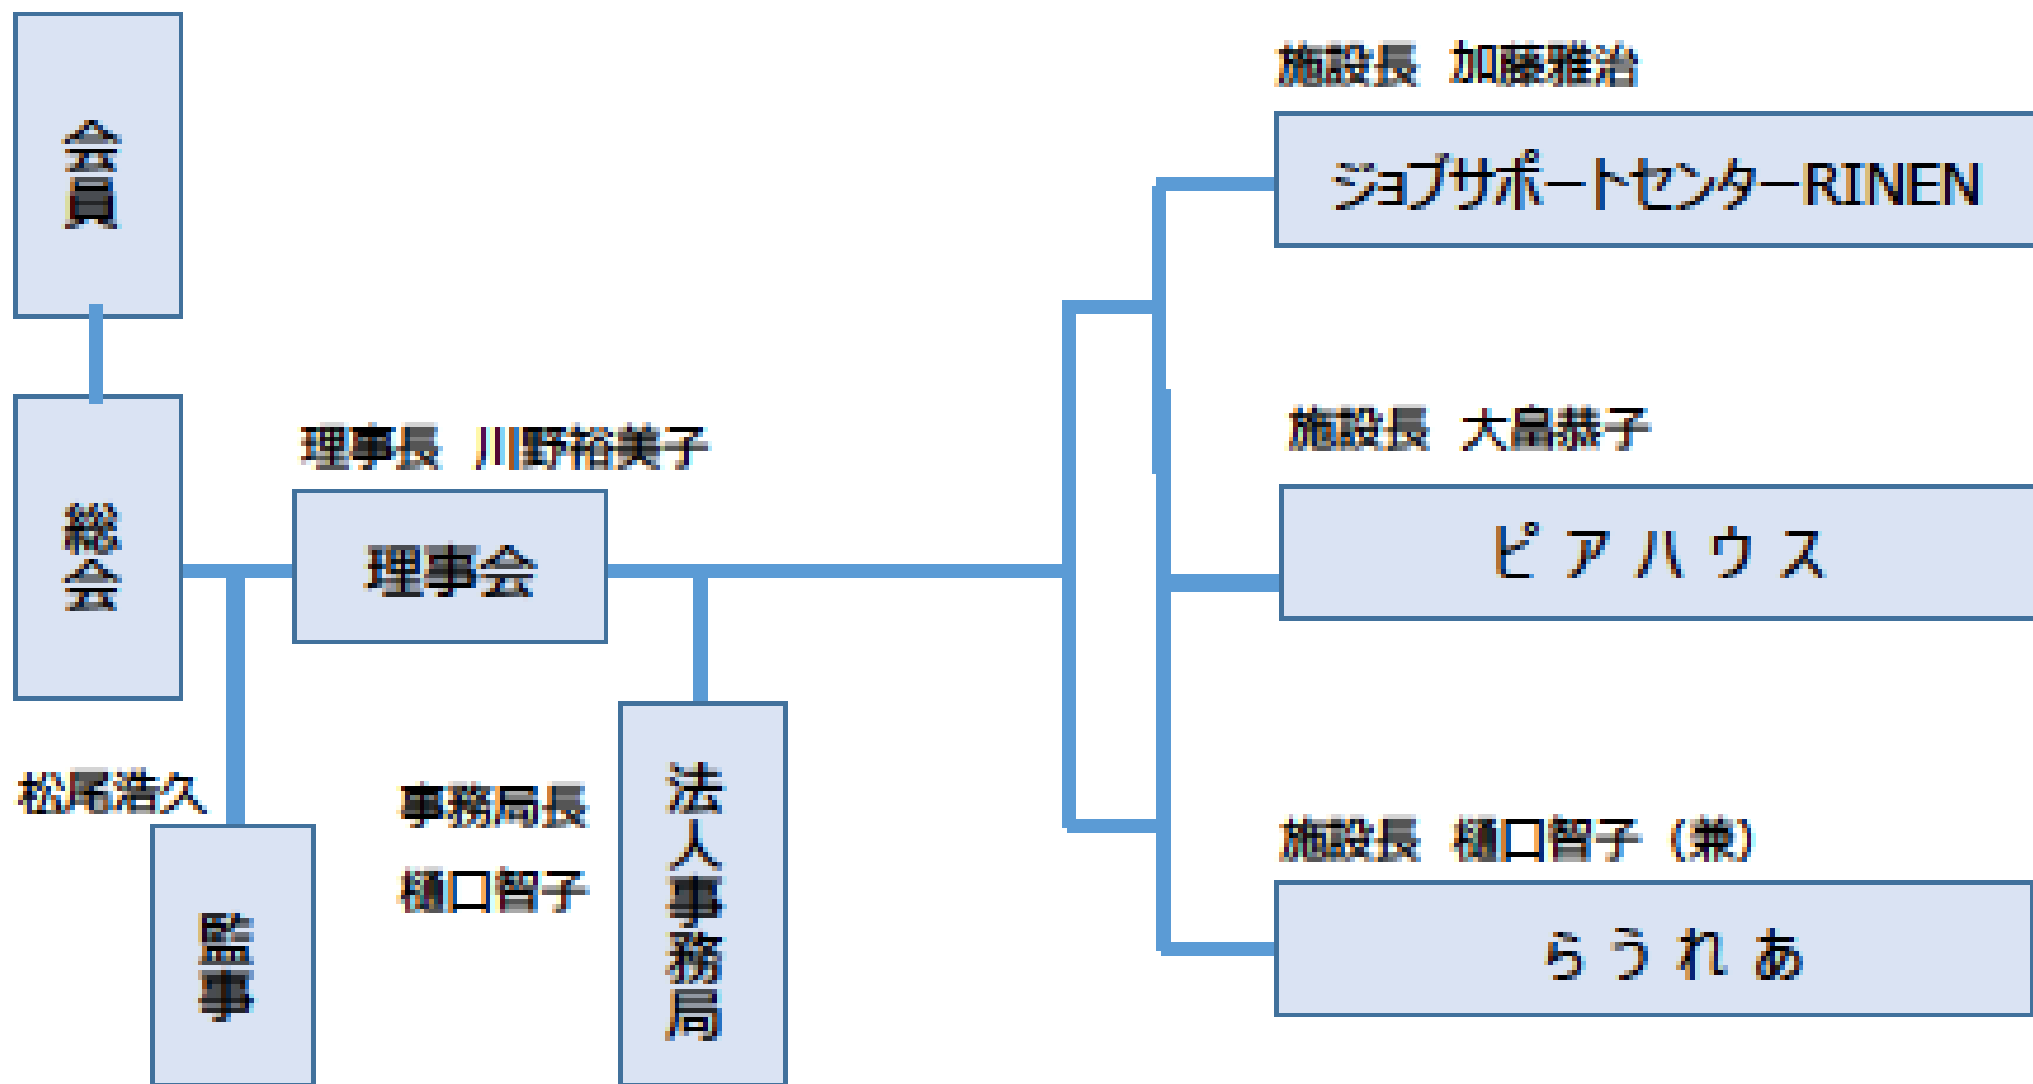 会員
総会
理事長 川野裕美子
理事会
松尾浩久
監事
事務局長
樋口智子
法人事務局
施設長 加藤雅治
ジョブサポートセンターRINEN
施設長 大畠恭子
ピアハウス
施設長 樋口智子（兼）
らうれあ